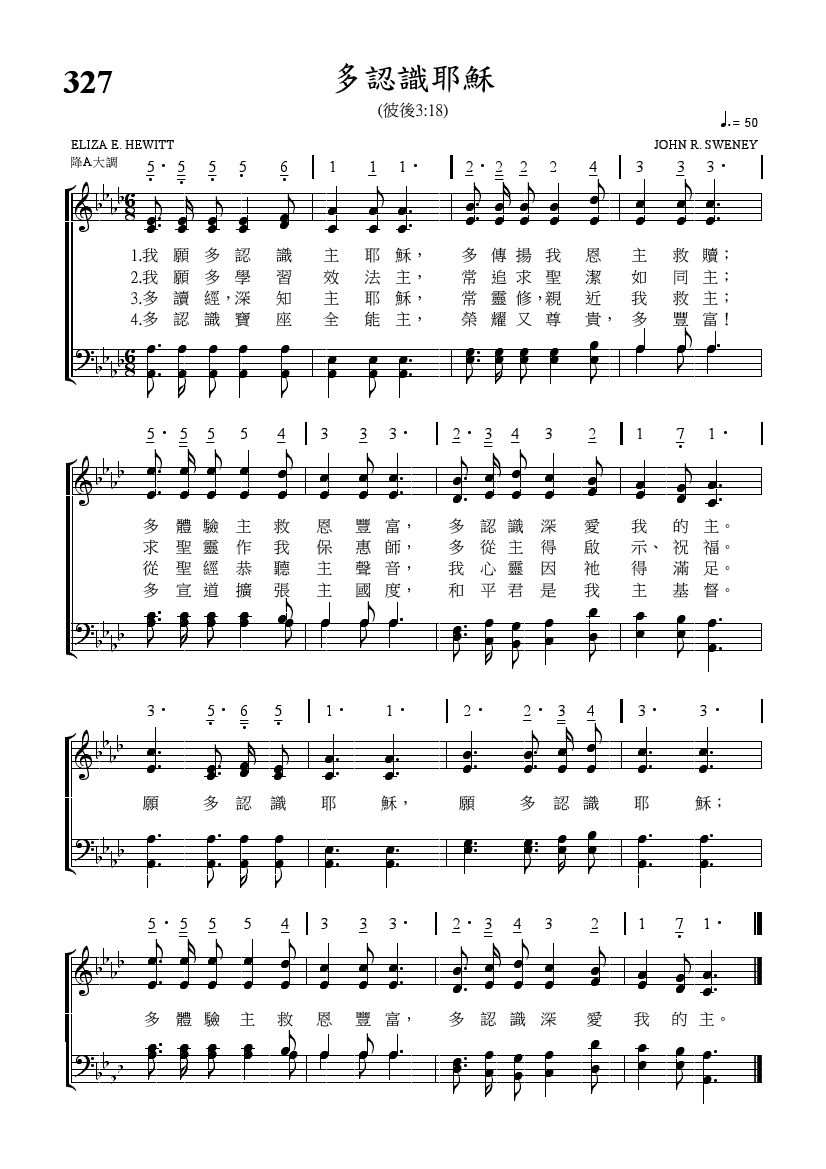 327
多認識耶穌
(彼後3:18)
♩. = 50
ELIZA E. HEWITT
JOHN R. SWENEY
降A大調
5· 5 5 5 6 | 1 1 1· | 2· 2 2 2 4 | 3 3 3· |
1.我願多認識主耶穌，多傳揚我恩主救贖；
2.我願多學習效法主，常追求聖潔如同主；
3.多讀經，深知主耶穌，常靈修，親近我救主；
4.多認識寶座全能主，榮耀又尊貴，多豐富！
5· 5 5 5 4 | 3 3 3· | 2· 3 4 3 2 | 1 7 1· |
多體驗主救恩豐富，多認識深愛我的主。
求聖靈作我保惠師，多從主得啟示、祝福。
從聖經恭聽主聲音，我心靈因祂得滿足。
多宣道擴張主國度，和平君是我主基督。
3· 5· 6 5 | 1· 1· | 2· 2· 3 4 | 3· 3· |
願多認識耶穌，願多認識耶穌；
5· 5 5 5 4 | 3 3 3· | 2· 3 4 3 2 | 1 7 1·
多體驗主救恩豐富，多認識深愛我的主。